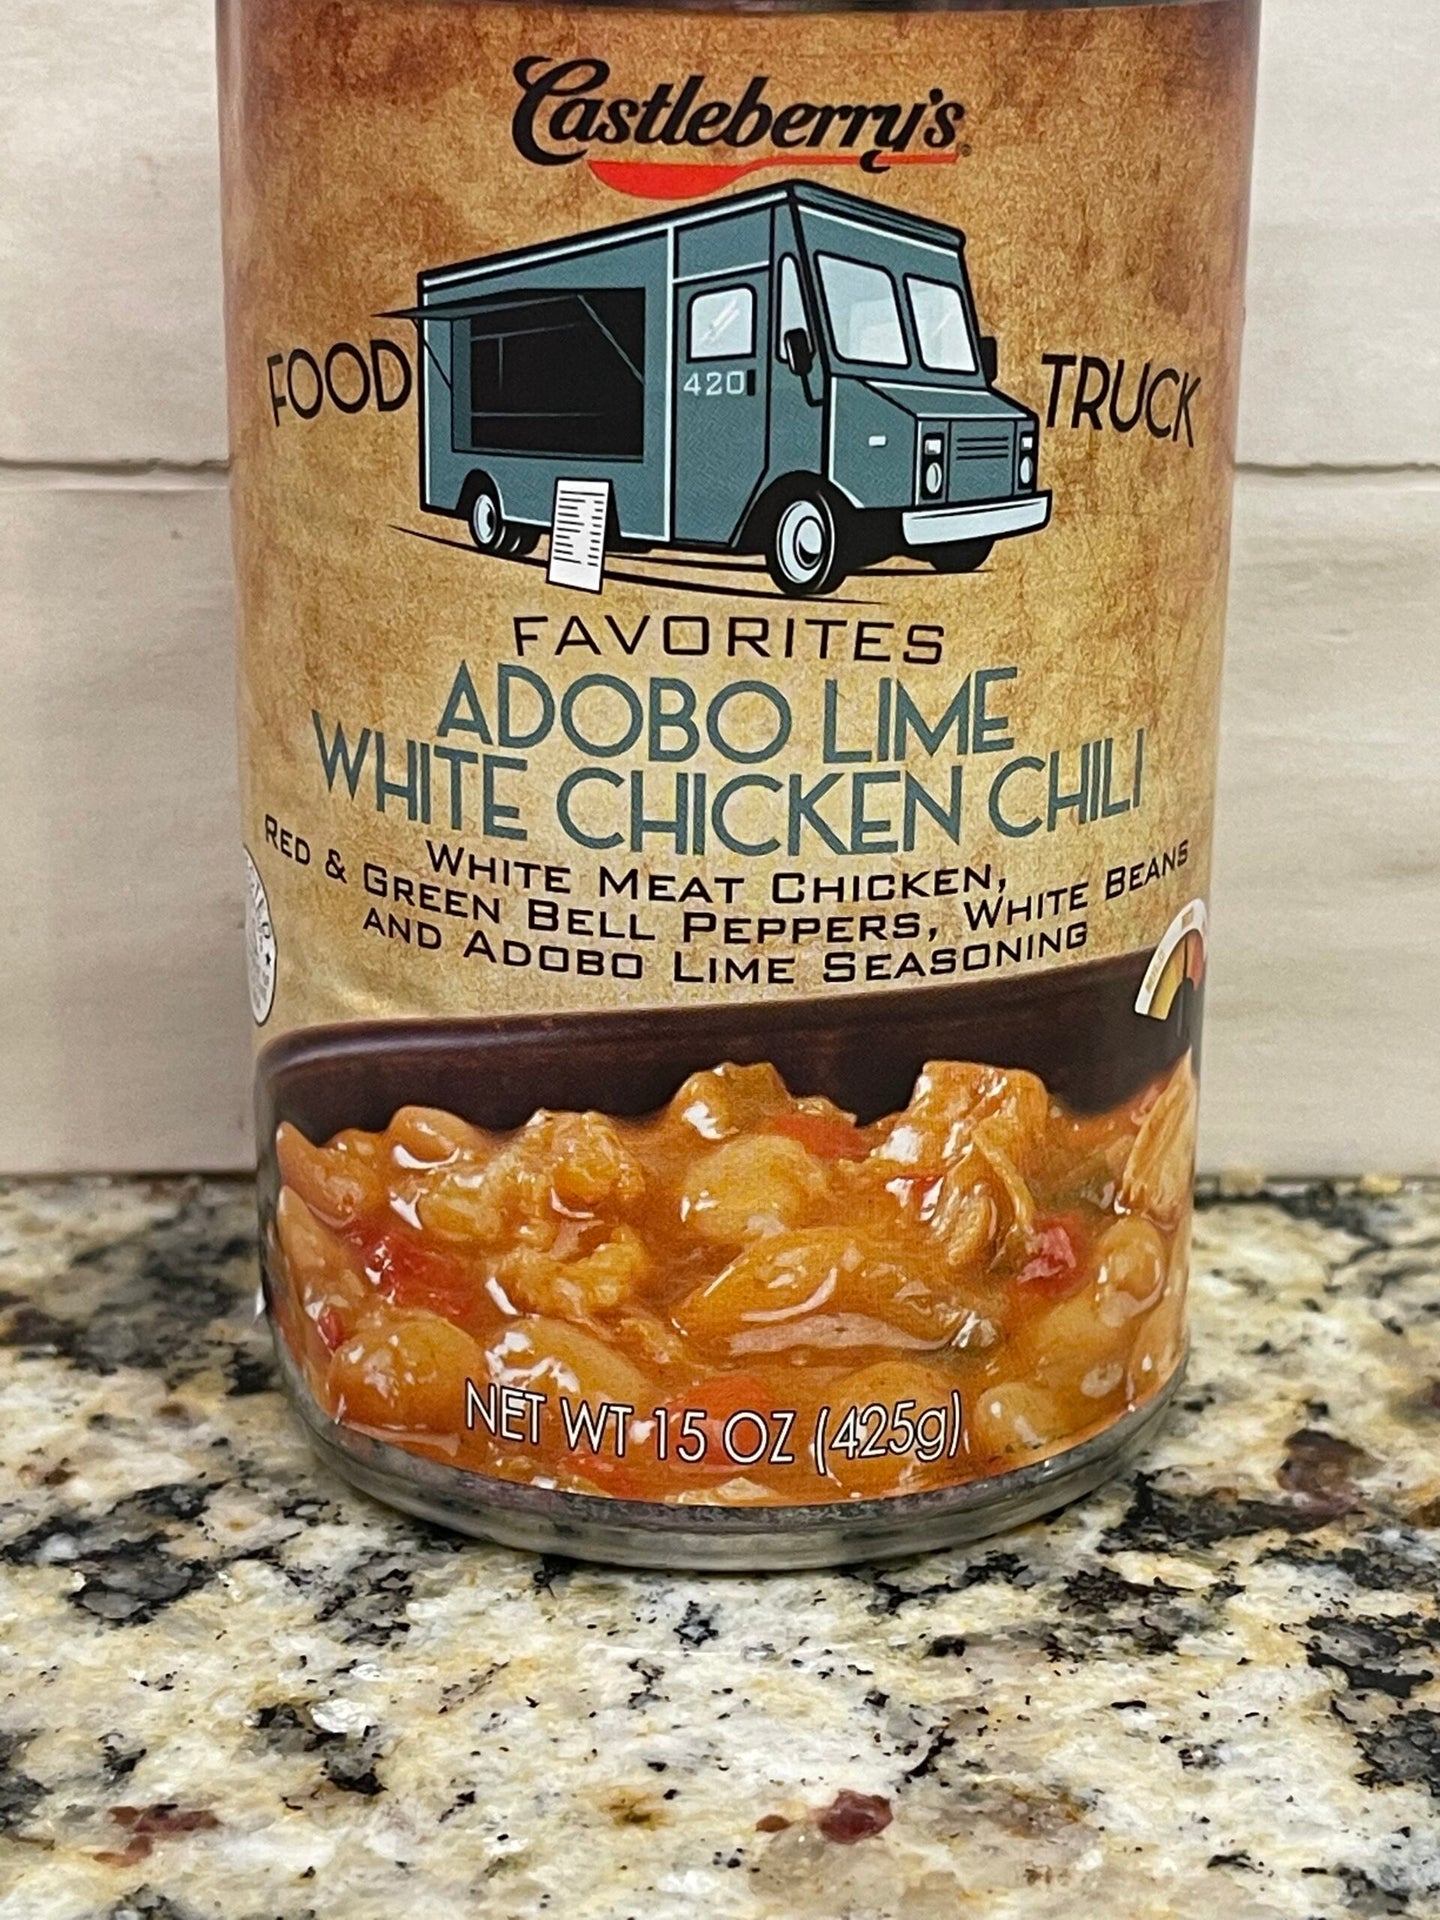 Castleberry's®
FOOD TRUCK
420
FAVORITES
ADOBO LIME
WHITE CHICKEN CHILI
WHITE MEAT CHICKEN,
RED & GREEN BELL PEPPERS, WHITE BEANS
AND ADOBO LIME SEASONING
NET WT 15 OZ (425g)